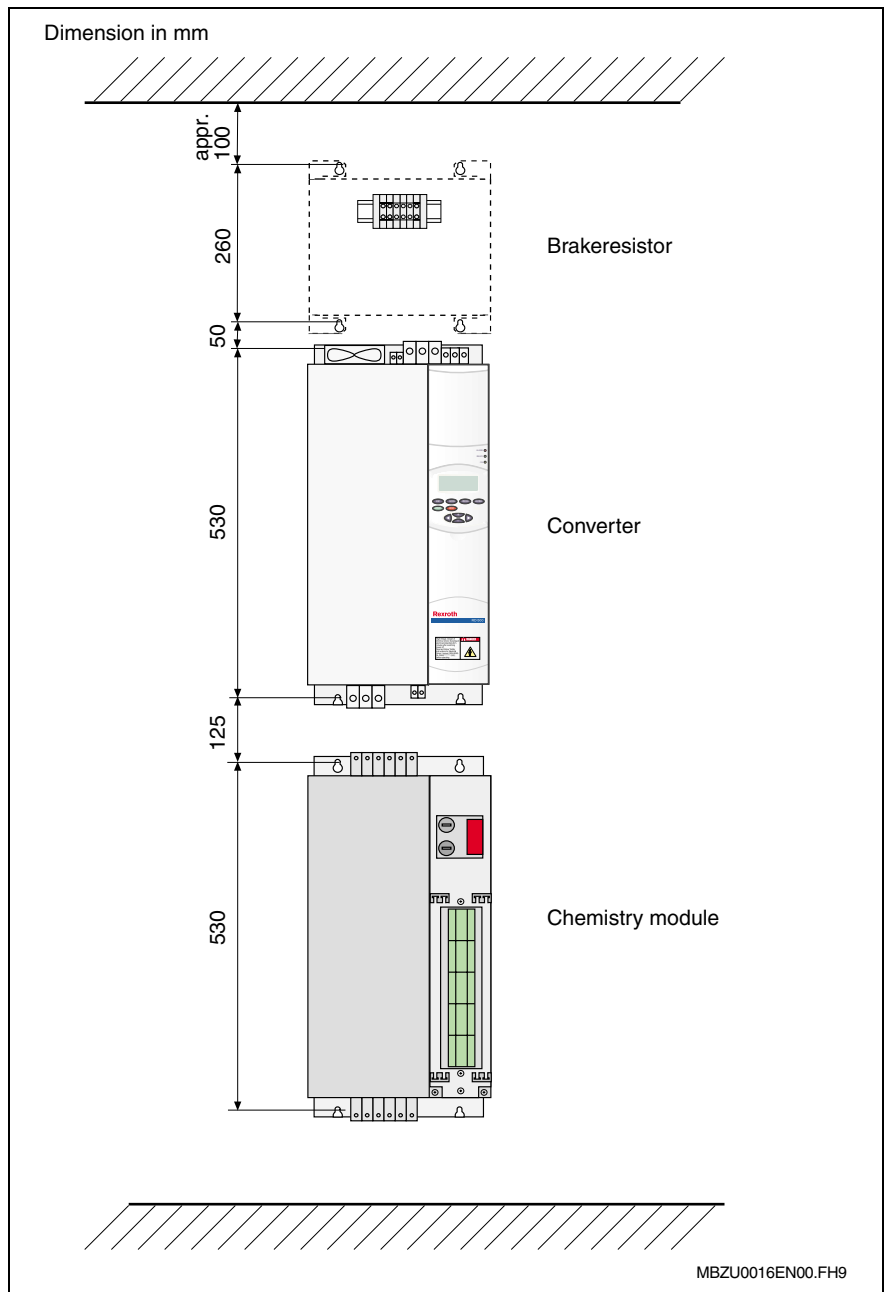 Dimension in mm
appr.
100
260
Brakeresistor
50
530
Converter
Rexroth
125
530
Chemistry module
MBZU0016EN00.FH9